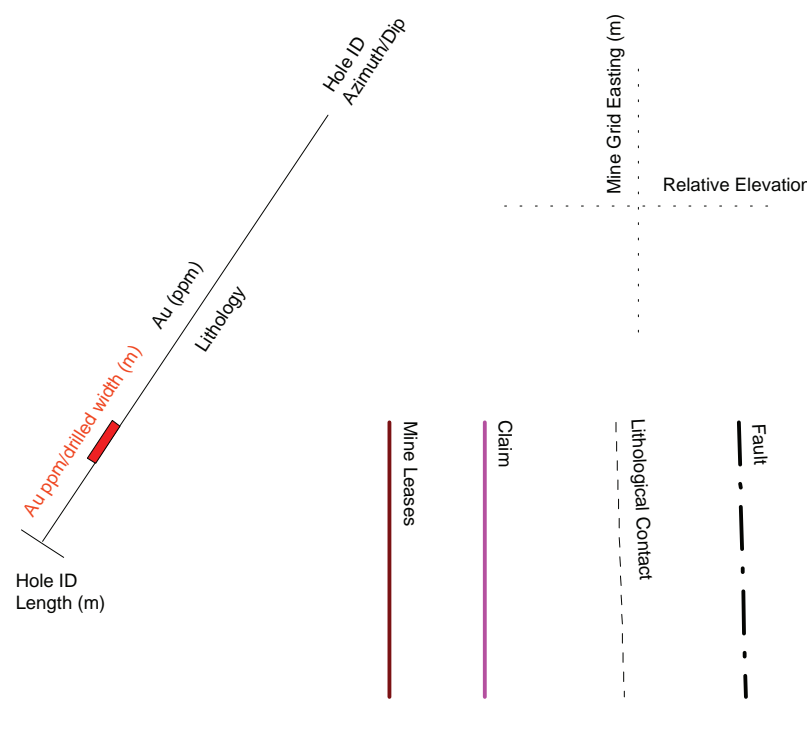 Hole ID
Azimuth/Dip
Mine Grid Easting (m)
Relative Elevation
Au (ppm)
Lithology
Au ppm/drilled width (m)
Hole ID
Length (m)
Mine Leases
Claim
Lithological Contact
Fault